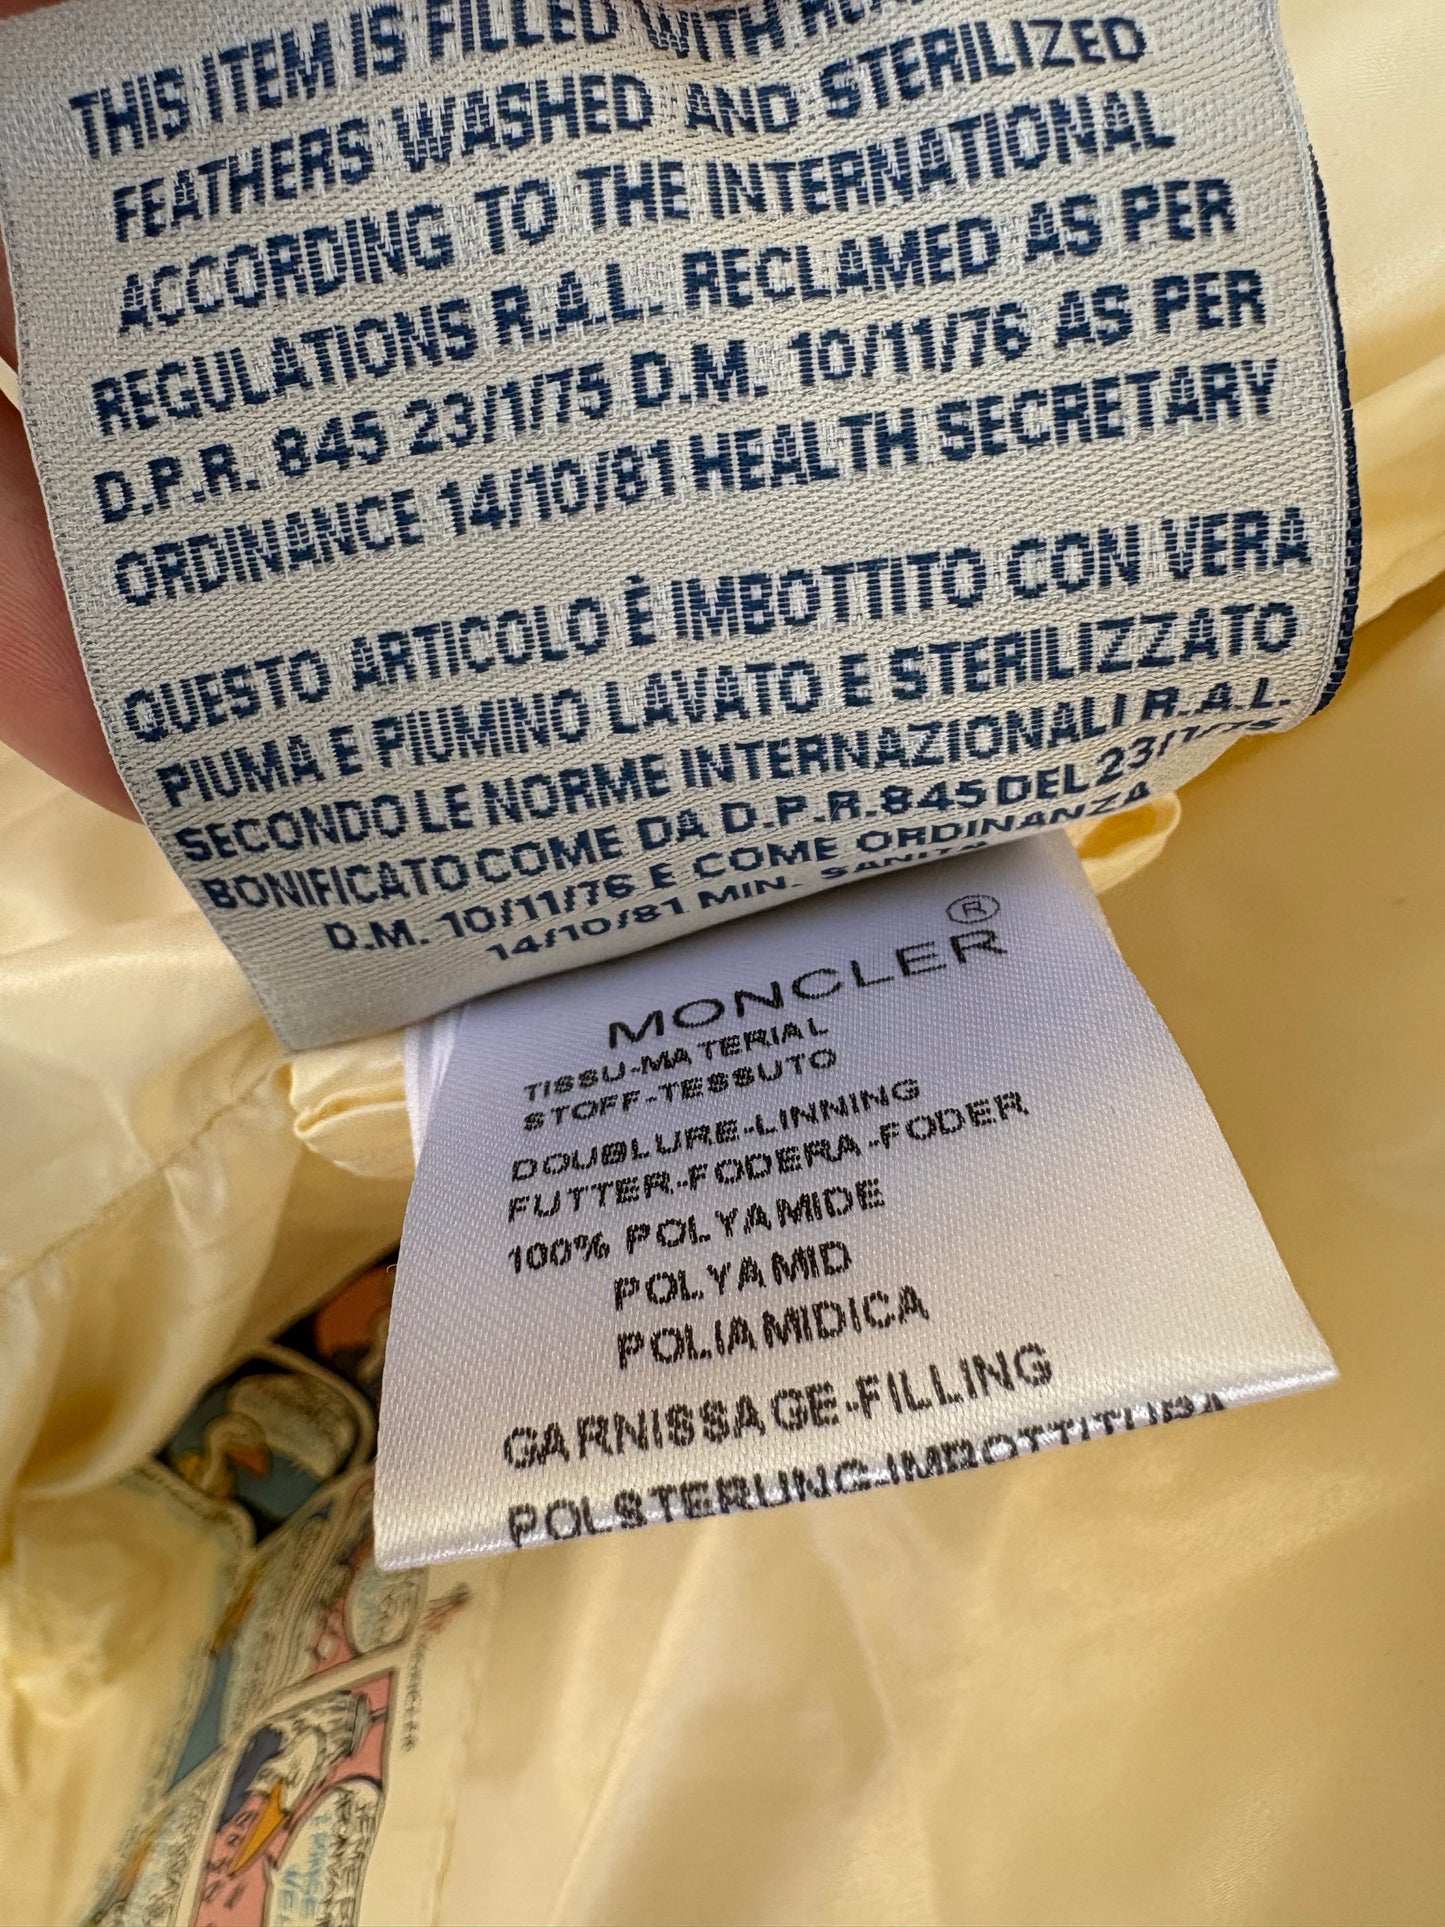 THIS ITEM IS FILLED WITH
FEATHERS WASHED AND STERILIZED
ACCORDING TO THE INTERNATIONAL
REGULATIONS R.A.L. RECLAMED AS PER
D.P.R. 845 23/1/75 D.M. 10/11/76 AS PER
ORDINANCE 14/10/81 HEALTH SECRETARY
QUESTO ARTICOLO È IMBOTTITO CON VERA
PIUMA E PIUMINO LAVATO E STERILIZZATO
SECONDO LE NORME INTERNAZIONALI R.A.L.
BONIFICATO COME DA D.P.R. 845 DEL 23/1/75
D.M. 10/11/76 E COME ORDINANZA
14/10/81 MIN. SANITA
MONCLER®
TISSU-MATERIAL
STOFF-TESSUTO
DOUBLURE-LINNING
FUTTER-FODERA-FODER
100% POLYAMIDE
POLYAMID
POLIAMIDICA
GARNISSAGE-FILLING
POLSTERUNG-IMBOTTITURA